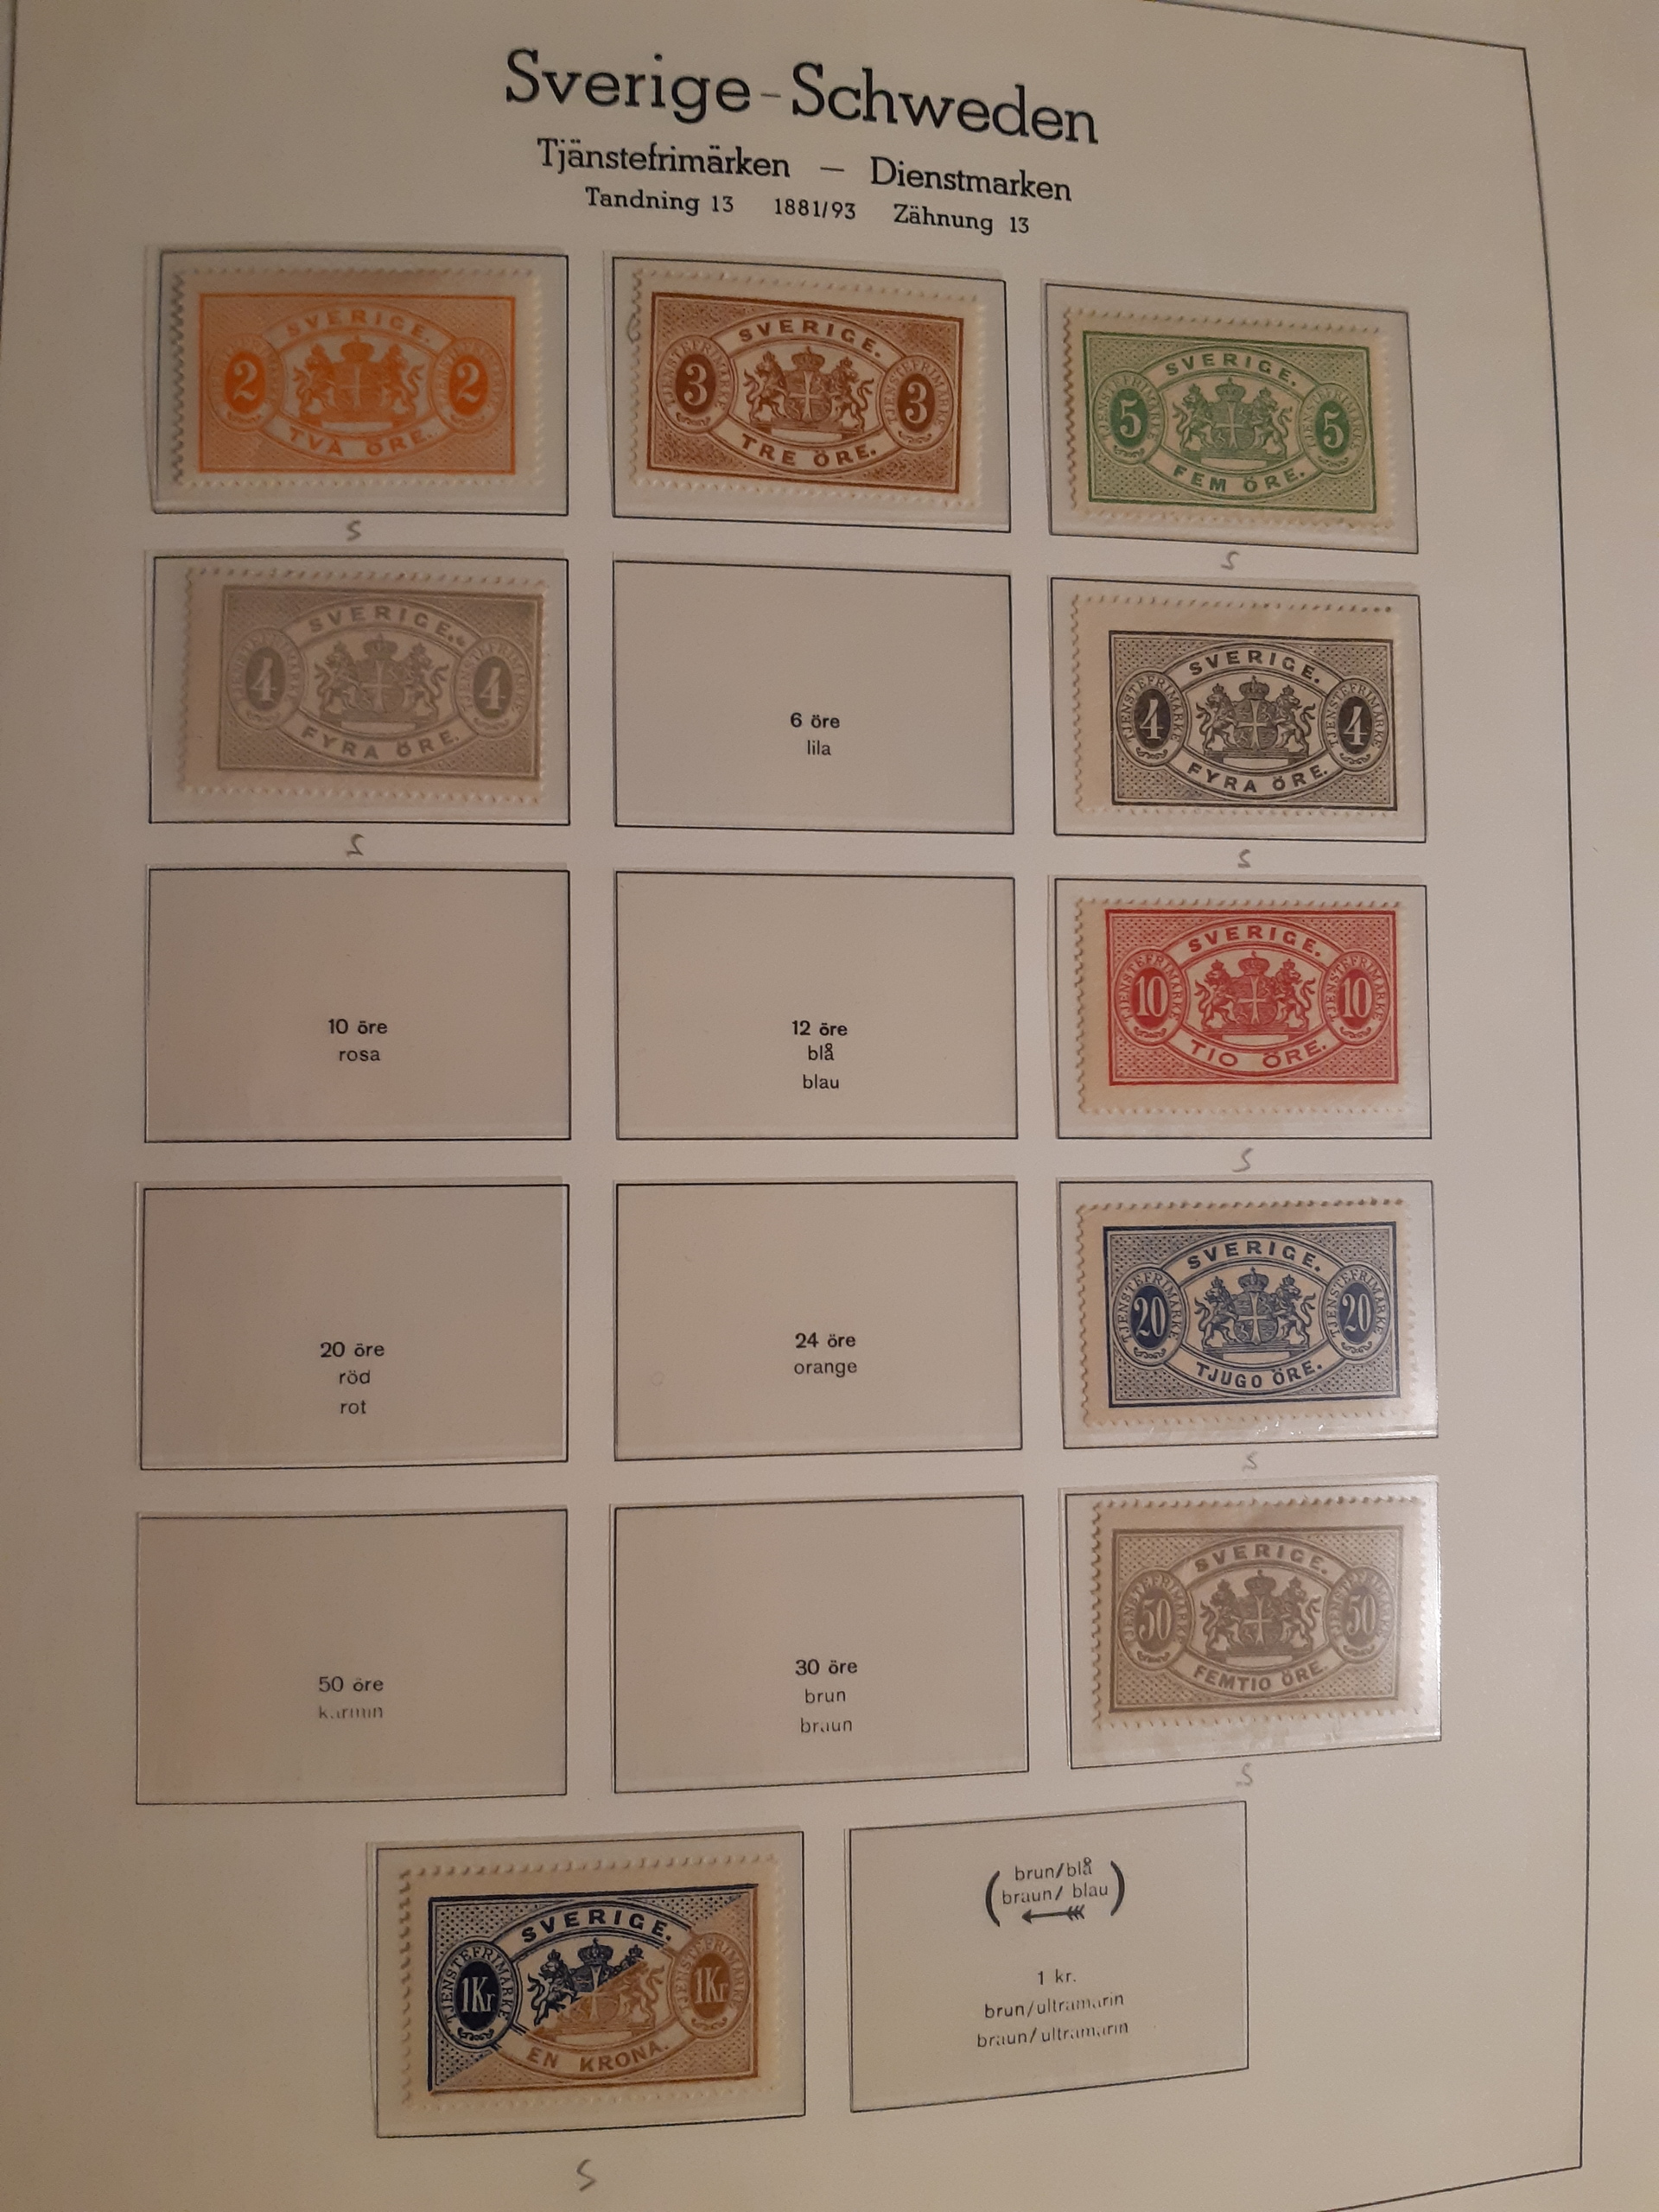 Sverige - Schweden
Tjänstefrimärken — Dienstmarken
Tandning 13 1881/93 Zähnung 13
SVERIGE.
2 2
TJENSTEFRIMÄRKE TJENSTEFRIMÄRKE
TVÅ ÖRE.
SVERIGE.
3 3
TJENSTEFRIMÄRKE TJENSTEFRIMÄRKE
TRE ÖRE.
SVERIGE.
5 5
TJENSTEFRIMÄRKE TJENSTEFRIMÄRKE
FEM ÖRE.
S
S
SVERIGE.
4 4
TJENSTEFRIMÄRKE TJENSTEFRIMÄRKE
FYRA ÖRE.
6 öre
lila
SVERIGE.
4 4
TJENSTEFRIMÄRKE TJENSTEFRIMÄRKE
FYRA ÖRE.
S
S
10 öre
rosa
12 öre
blå
blau
SVERIGE.
10 10
TJENSTEFRIMÄRKE TJENSTEFRIMÄRKE
TIO ÖRE.
S
20 öre
röd
rot
24 öre
orange
SVERIGE.
20 20
TJENSTEFRIMÄRKE TJENSTEFRIMÄRKE
TJUGO ÖRE.
S
50 öre
karmin
30 öre
brun
braun
SVERIGE.
50 50
TJENSTEFRIMÄRKE TJENSTEFRIMÄRKE
FEMTIO ÖRE.
S
SVERIGE.
1Kr 1Kr
TJENSTEFRIMÄRKE TJENSTEFRIMÄRKE
EN KRONA.
S
(brun/blå
braun/ blau)
1 kr.
brun/ultramarin
braun/ultramarin